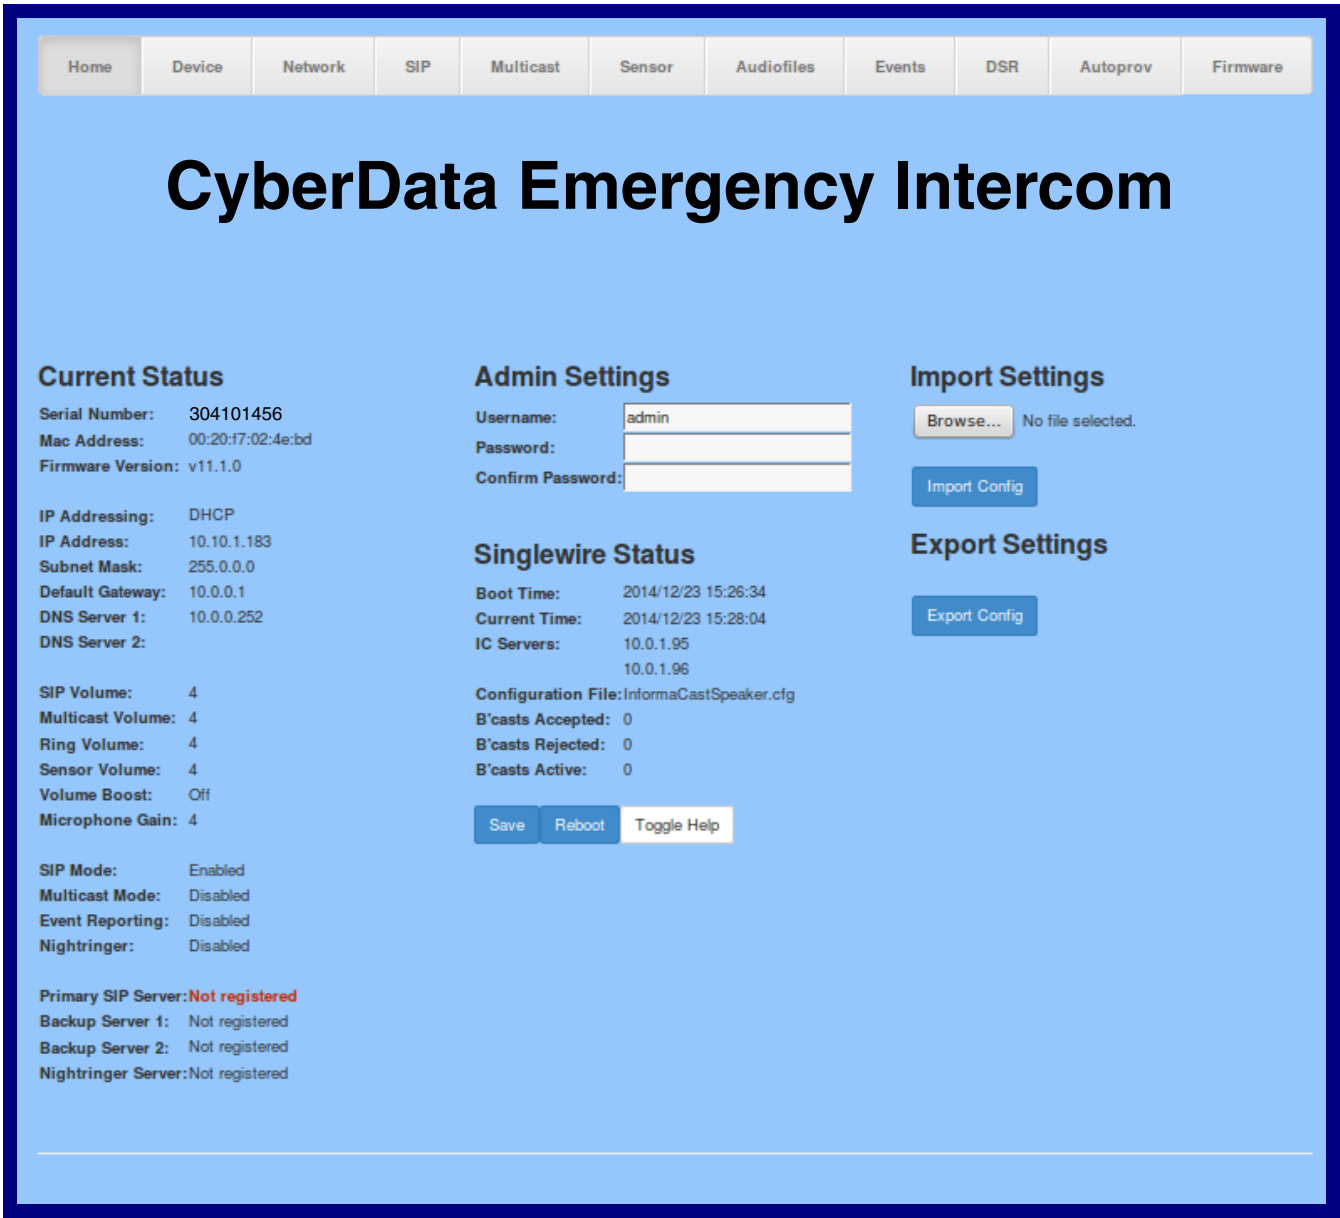 Home Device Network SIP Multicast Sensor Audiofiles Events DSR Autoprov Firmware
CyberData Emergency Intercom
Current Status
Serial Number: 304101456
Mac Address: 00:20:f7:02:4e:bd
Firmware Version: v11.1.0
IP Addressing: DHCP
IP Address: 10.10.1.183
Subnet Mask: 255.0.0.0
Default Gateway: 10.0.0.1
DNS Server 1: 10.0.0.252
DNS Server 2:
SIP Volume: 4
Multicast Volume: 4
Ring Volume: 4
Sensor Volume: 4
Volume Boost: Off
Microphone Gain: 4
SIP Mode: Enabled
Multicast Mode: Disabled
Event Reporting: Disabled
Nightringer: Disabled
Primary SIP Server: Not registered
Backup Server 1: Not registered
Backup Server 2: Not registered
Nightringer Server: Not registered
Admin Settings
Username: admin
Password:
Confirm Password:
Singlewire Status
Boot Time: 2014/12/23 15:26:34
Current Time: 2014/12/23 15:28:04
IC Servers: 10.0.1.95
10.0.1.96
Configuration File: InformaCastSpeaker.cfg
B'casts Accepted: 0
B'casts Rejected: 0
B'casts Active: 0
Save Reboot Toggle Help
Import Settings
Browse... No file selected.
Import Config
Export Settings
Export Config